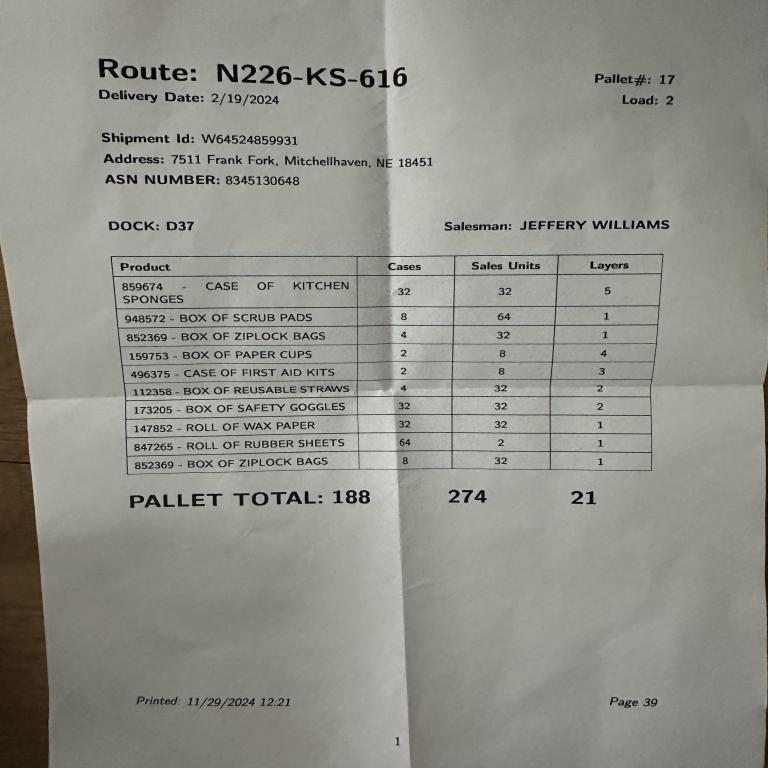 Route: N226-KS-616
Pallet#: 17
Delivery Date: 2/19/2024
Load: 2
Shipment Id: W64524859931
Address: 7511 Frank Fork, Mitchellhaven, NE 18451
ASN NUMBER: 8345130648
DOCK: D37
Salesman: JEFFERY WILLIAMS
Product Cases Sales Units Layers
859674 - CASE OF KITCHEN
SPONGES 32 32 5
948572 - BOX OF SCRUB PADS 8 64 1
852369 - BOX OF ZIPLOCK BAGS 4 32 1
159753 - BOX OF PAPER CUPS 2 8 4
496375 - CASE OF FIRST AID KITS 2 8 3
112358 - BOX OF REUSABLE STRAWS 4 32 2
173205 - BOX OF SAFETY GOGGLES 32 32 2
147852 - ROLL OF WAX PAPER 32 32 1
847265 - ROLL OF RUBBER SHEETS 64 2 1
852369 - BOX OF ZIPLOCK BAGS 8 32 1
PALLET TOTAL: 188 274 21
Printed: 11/29/2024 12:21
Page 39
1